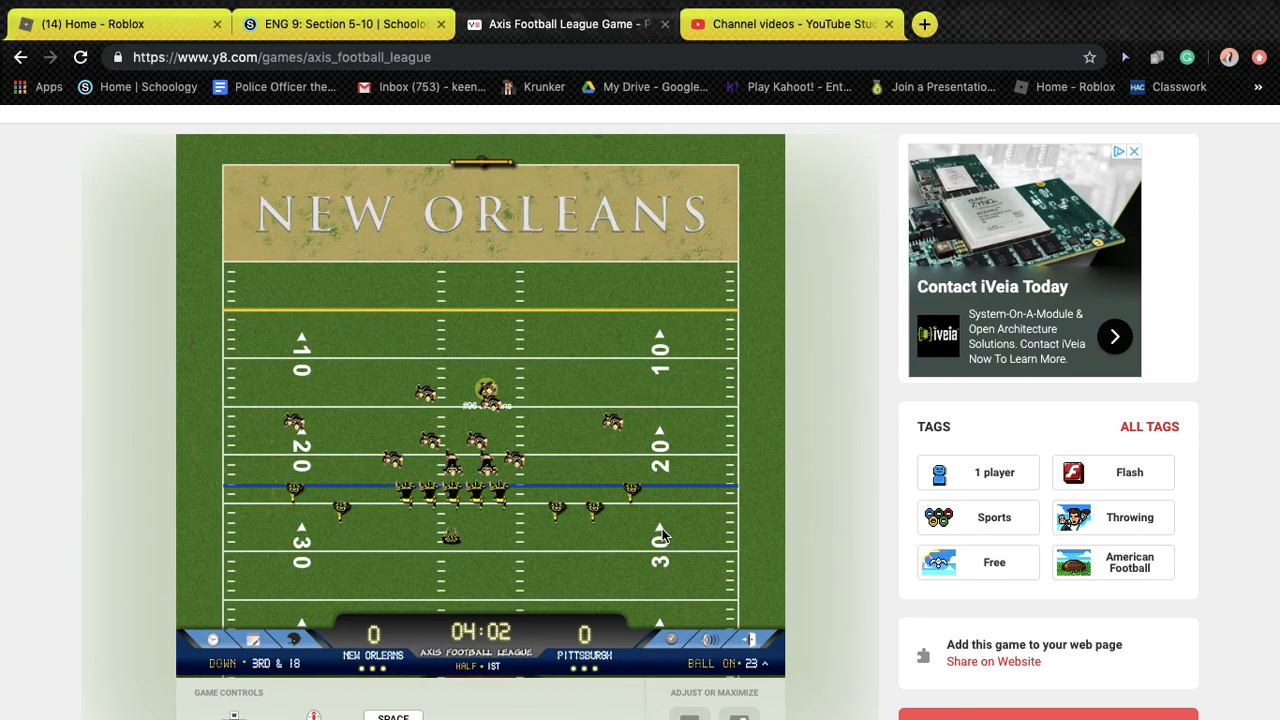 (14) Home - Roblox
ENG 9: Section 5-10 | Schoolo
Axis Football League Game - P
Channel videos - YouTube Stu
https://www.y8.com/games/axis_football_league
Apps
Home | Schoology
Police Officer the...
Inbox (753) - keen...
Krunker
My Drive - Google...
Play Kahoot! - Ent...
Join a Presentatio...
Home - Roblox
HAC
Classwork
»
NEW ORLEANS
10
10
20
20
30
30
0
04:02
0
NEW ORLEANS
AXIS FOOTBALL LEAGUE
PITTSBURGH
HALF • 1ST
DOWN • 3RD & 18
BALL ON • 23
GAME CONTROLS
ADJUST OR MAXIMIZE
SPACE
ZYNQ
Contact iVeia Today
iveia
System-On-A-Module &
Open Architecture
Solutions. Contact iVeia
Now To Learn More.
TAGS
ALL TAGS
1 player
Flash
Sports
Throwing
Free
American
Football
Add this game to your web page
Share on Website